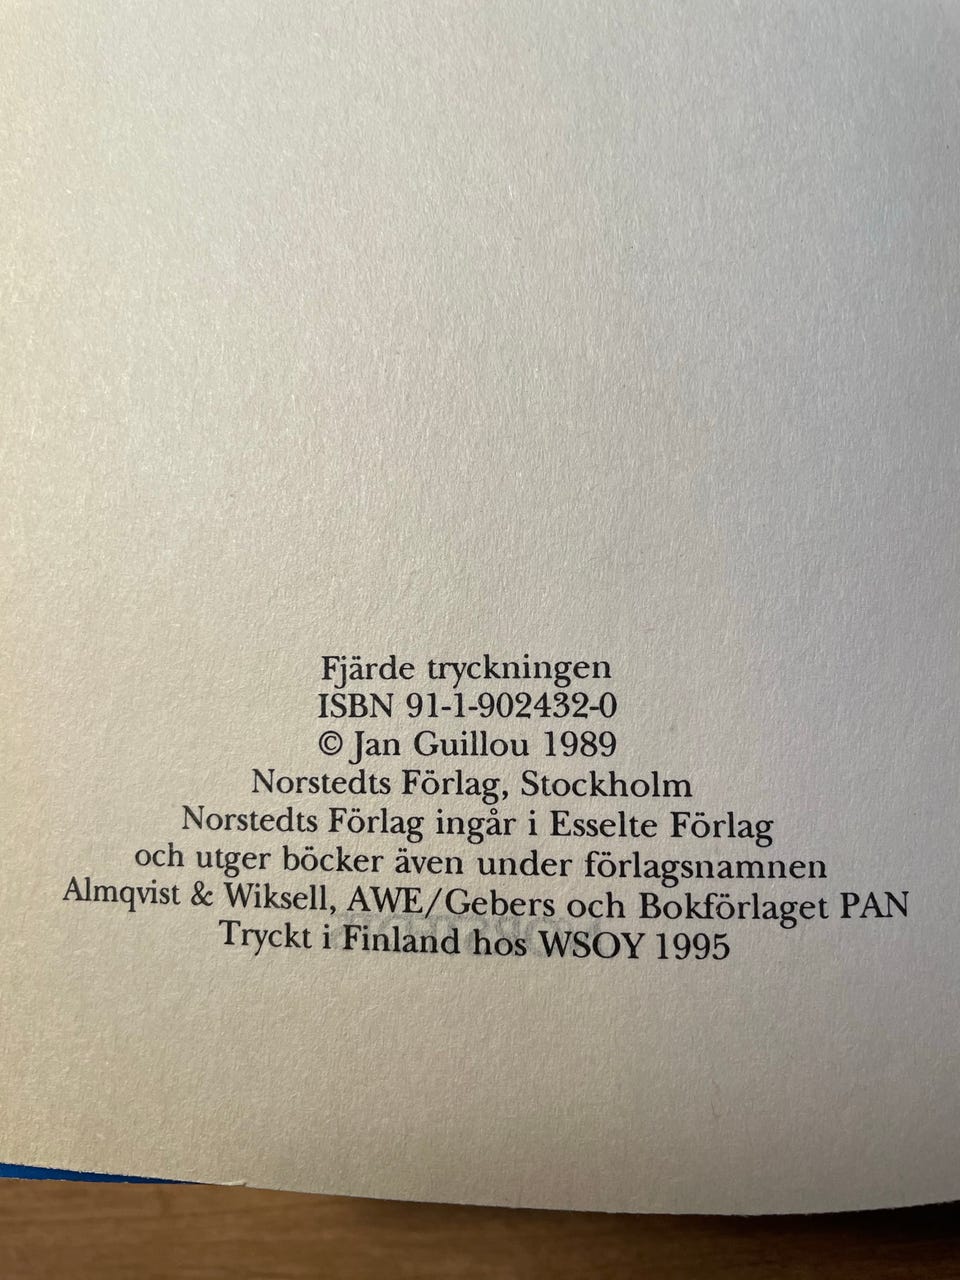 Fjärde tryckningen
ISBN 91-1-902432-0
© Jan Guillou 1989
Norstedts Förlag, Stockholm
Norstedts Förlag ingår i Esselte Förlag
och utger böcker även under förlagsnamnen
Almqvist & Wiksell, AWE/Gebers och Bokförlaget PAN
Tryckt i Finland hos WSOY 1995